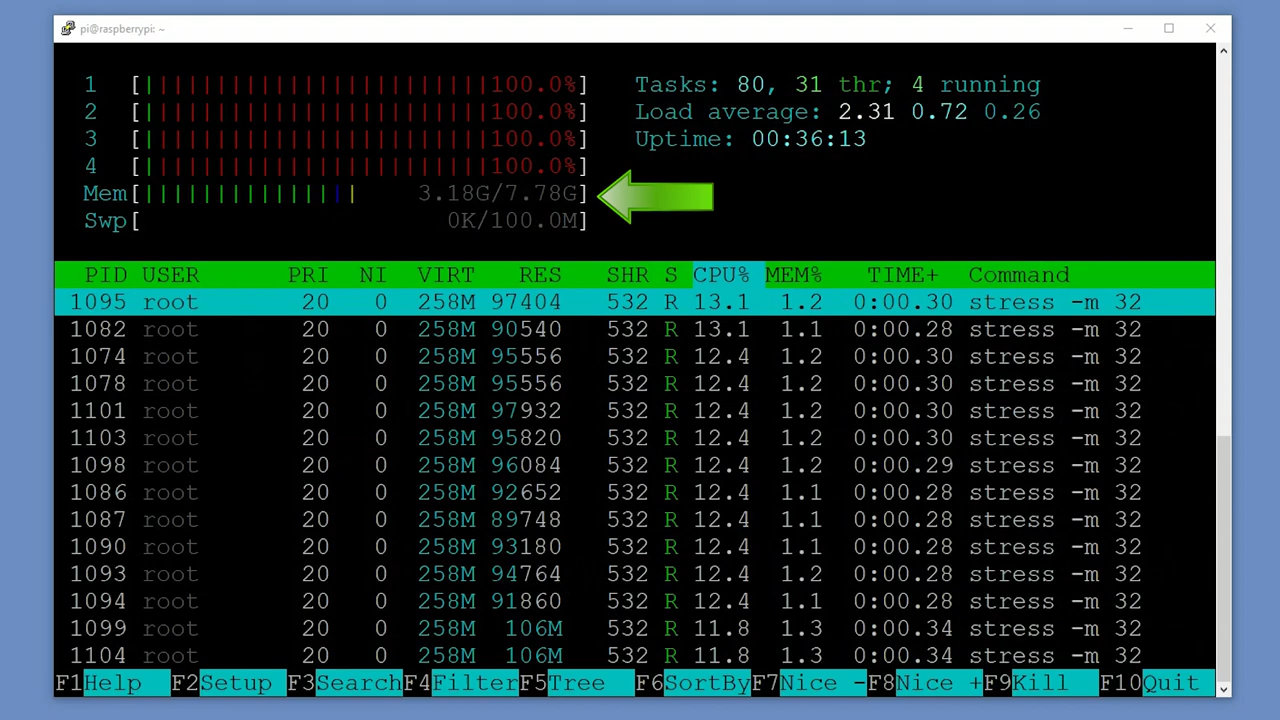 pi@raspberrypi: ~
1 [||||||||||||||||||||||||100.0%] Tasks: 80, 31 thr; 4 running
2 [||||||||||||||||||||||||100.0%] Load average: 2.31 0.72 0.26
3 [||||||||||||||||||||||||100.0%] Uptime: 00:36:13
4 [||||||||||||||||||||||||100.0%]
Mem[||||||||||||||| 3.18G/7.78G]
Swp[ 0K/100.0M]
PID USER PRI NI VIRT RES SHR S CPU% MEM% TIME+ Command
1095 root 20 0 258M 97404 532 R 13.1 1.2 0:00.30 stress -m 32
1082 root 20 0 258M 90540 532 R 13.1 1.1 0:00.28 stress -m 32
1074 root 20 0 258M 95556 532 R 12.4 1.2 0:00.30 stress -m 32
1078 root 20 0 258M 95556 532 R 12.4 1.2 0:00.30 stress -m 32
1101 root 20 0 258M 97932 532 R 12.4 1.2 0:00.30 stress -m 32
1103 root 20 0 258M 95820 532 R 12.4 1.2 0:00.30 stress -m 32
1098 root 20 0 258M 96084 532 R 12.4 1.2 0:00.29 stress -m 32
1086 root 20 0 258M 92652 532 R 12.4 1.1 0:00.28 stress -m 32
1087 root 20 0 258M 89748 532 R 12.4 1.1 0:00.28 stress -m 32
1090 root 20 0 258M 93180 532 R 12.4 1.1 0:00.28 stress -m 32
1093 root 20 0 258M 94764 532 R 12.4 1.2 0:00.28 stress -m 32
1094 root 20 0 258M 91860 532 R 12.4 1.1 0:00.28 stress -m 32
1099 root 20 0 258M 106M 532 R 11.8 1.3 0:00.34 stress -m 32
1104 root 20 0 258M 106M 532 R 11.8 1.3 0:00.34 stress -m 32
F1Help F2Setup F3SearchF4FilterF5Tree F6SortByF7Nice -F8Nice +F9Kill F10Quit